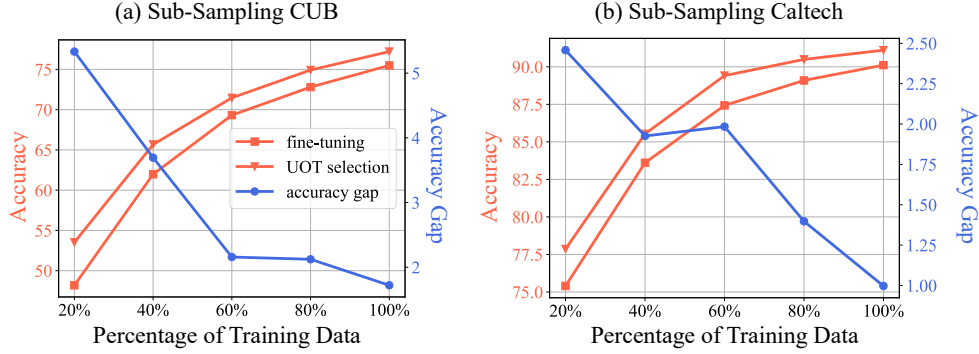 (a) Sub-Sampling CUB
75
70
65
60
55
50
Accuracy
5
4
3
2
Accuracy Gap
fine-tuning
UOT selection
accuracy gap
20% 40% 60% 80% 100%
Percentage of Training Data
(b) Sub-Sampling Caltech
90.0
87.5
85.0
82.5
80.0
77.5
75.0
Accuracy
2.50
2.25
2.00
1.75
1.50
1.25
1.00
Accuracy Gap
20% 40% 60% 80% 100%
Percentage of Training Data